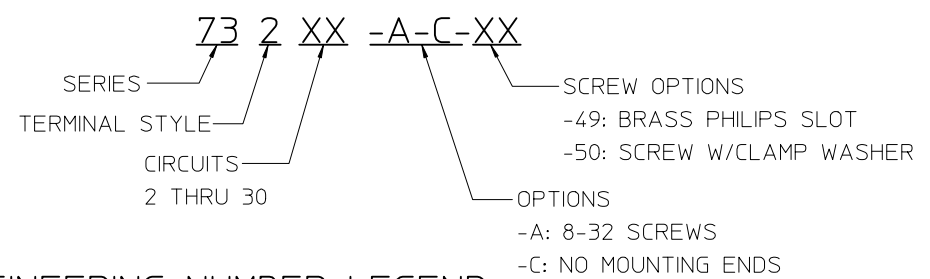 73 2 XX -A-C-XX
SERIES
TERMINAL STYLE
CIRCUITS
2 THRU 30
SCREW OPTIONS
-49: BRASS PHILIPS SLOT
-50: SCREW W/CLAMP WASHER
OPTIONS
-A: 8-32 SCREWS
-C: NO MOUNTING ENDS